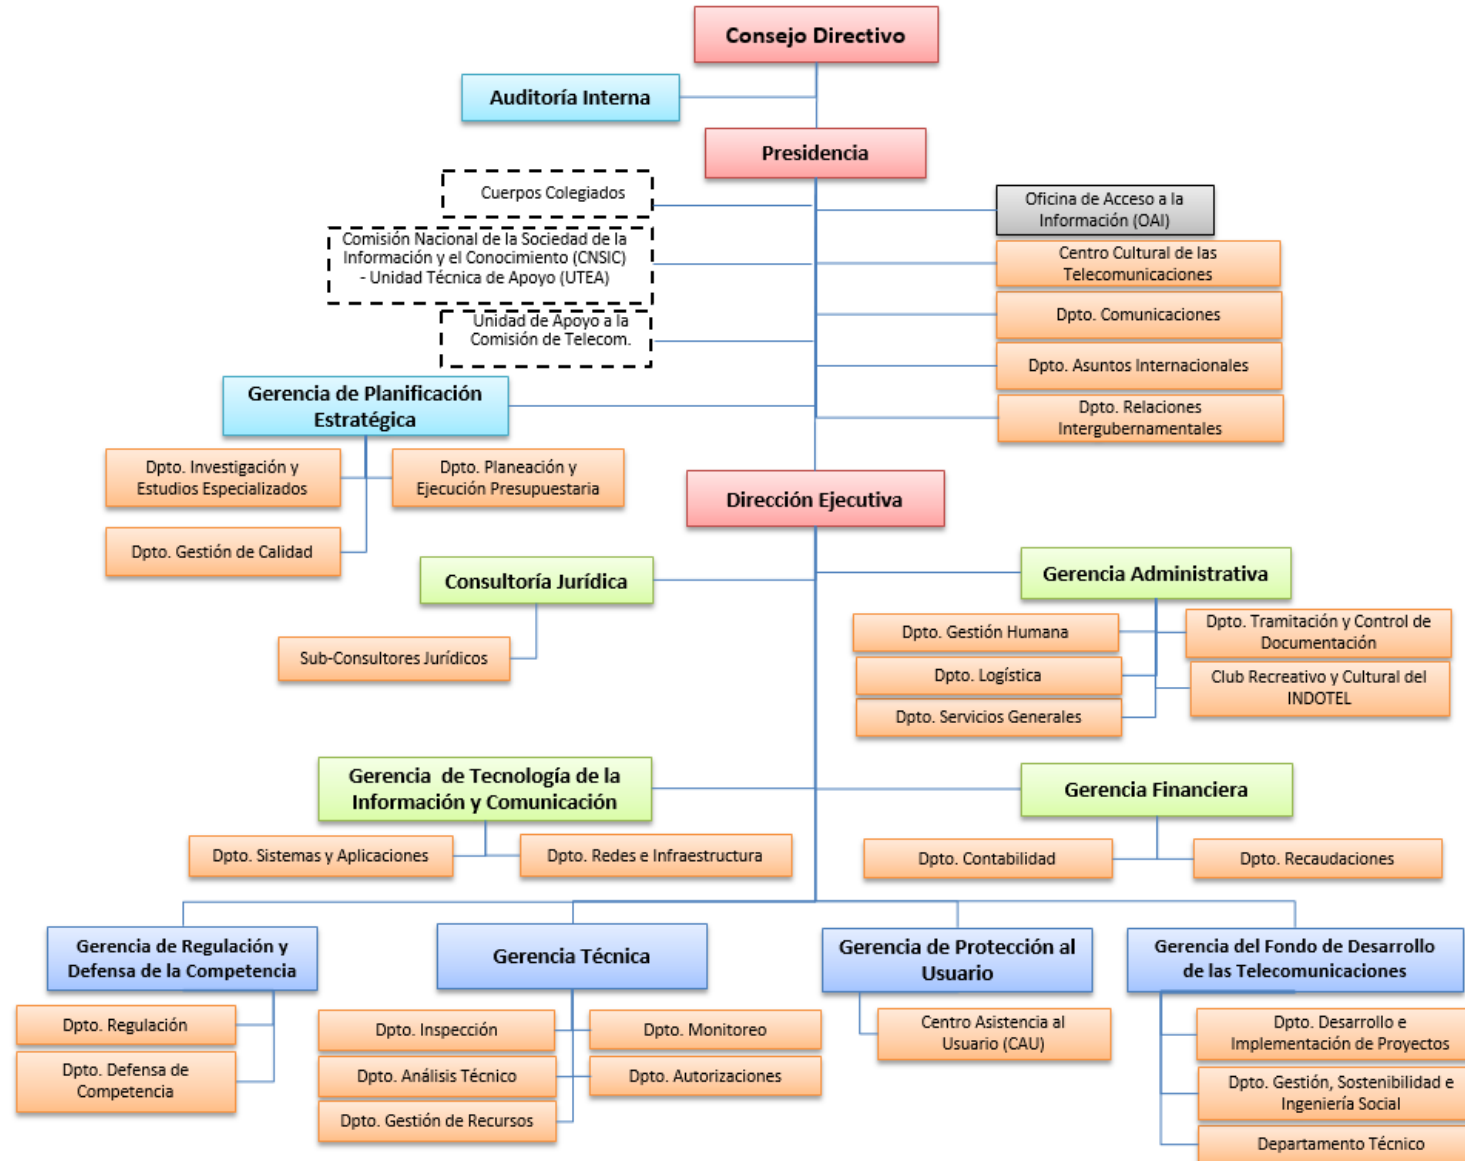 Consejo Directivo
Auditoría Interna
Presidencia
Cuerpos Colegiados
Comisión Nacional de la Sociedad de la
Información y el Conocimiento (CNSIC)
- Unidad Técnica de Apoyo (UTEA)
Unidad de Apoyo a la
Comisión de Telecom.
Oficina de Acceso a la
Información (OAI)
Centro Cultural de las
Telecomunicaciones
Dpto. Comunicaciones
Dpto. Asuntos Internacionales
Dpto. Relaciones
Intergubernamentales
Gerencia de Planificación
Estratégica
Dpto. Investigación y
Estudios Especializados
Dpto. Planeación y
Ejecución Presupuestaria
Dpto. Gestión de Calidad
Dirección Ejecutiva
Consultoría Jurídica
Sub-Consultores Jurídicos
Gerencia Administrativa
Dpto. Gestión Humana
Dpto. Tramitación y Control de
Documentación
Dpto. Logística
Club Recreativo y Cultural del
INDOTEL
Dpto. Servicios Generales
Gerencia de Tecnología de la
Información y Comunicación
Dpto. Sistemas y Aplicaciones
Dpto. Redes e Infraestructura
Gerencia Financiera
Dpto. Contabilidad
Dpto. Recaudaciones
Gerencia de Regulación y
Defensa de la Competencia
Dpto. Regulación
Dpto. Defensa de
Competencia
Gerencia Técnica
Dpto. Inspección
Dpto. Monitoreo
Dpto. Análisis Técnico
Dpto. Autorizaciones
Dpto. Gestión de Recursos
Gerencia de Protección al
Usuario
Centro Asistencia al
Usuario (CAU)
Gerencia del Fondo de Desarrollo
de las Telecomunicaciones
Dpto. Desarrollo e
Implementación de Proyectos
Dpto. Gestión, Sostenibilidad e
Ingeniería Social
Departamento Técnico